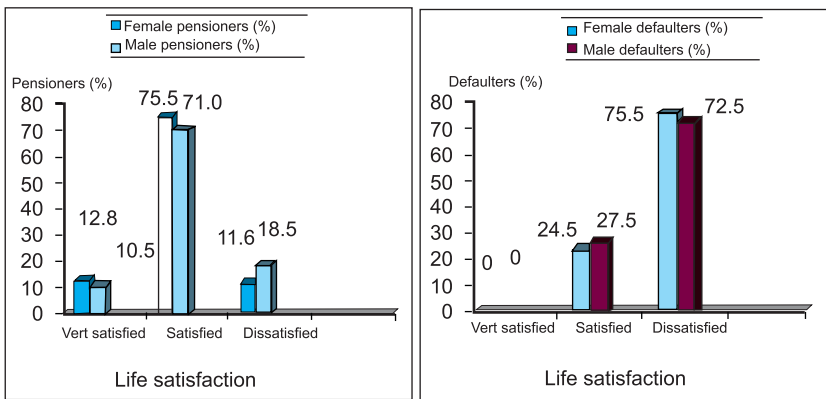 Female pensioners (%)
Male pensioners (%)
Pensioners (%)
80
70
60
50
40
30
20
10
0
12.8
10.5
75.5 71.0
11.6 18.5
Vert satisfied Satisfied Dissatisfied
Life satisfaction
Female defaulters (%)
Male defaulters (%)
Defaulters (%)
80
70
60
50
40
30
20
10
0
0 0
24.5 27.5
75.5 72.5
Vert satisfied Satisfied Dissatisfied
Life satisfaction